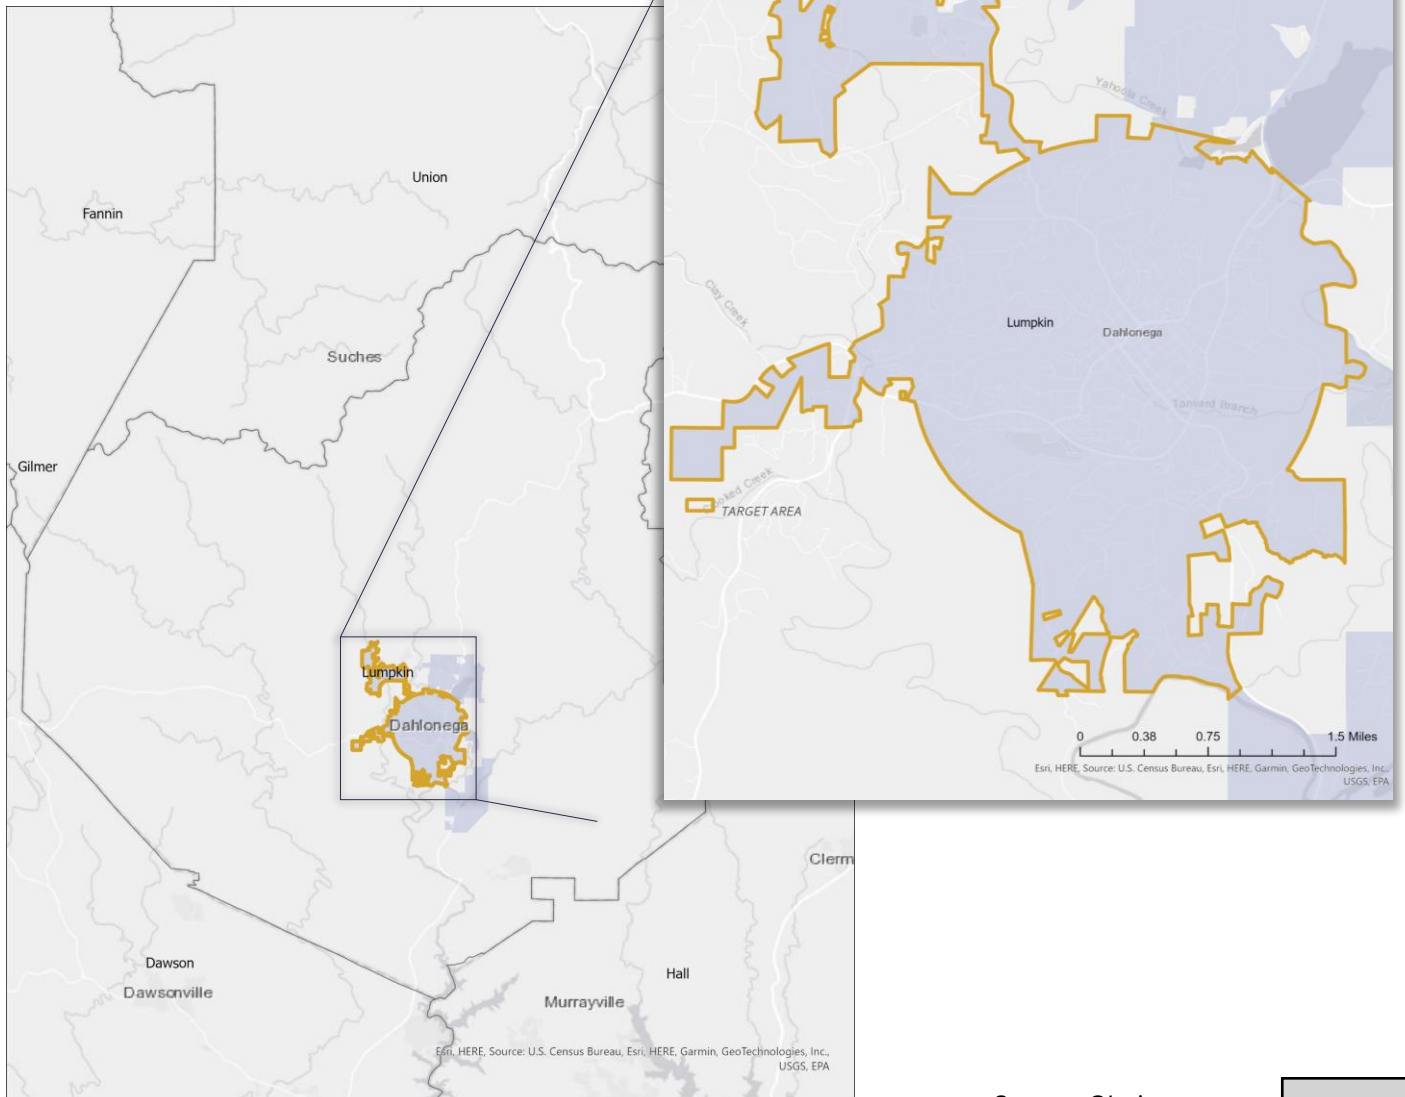 Union
Fannin
Suches
Gilmer
Lumpkin
Dahlonega
Clerm
Dawson
Dawsonville
Hall
Murrayville
Esri, HERE, Source: U.S. Census Bureau, Esri, HERE, Garmin, GeoTechnologies, Inc.,
USGS, EPA
Yahoola Creek
Clay Creek
Lumpkin
Dahlonega
Tanyard Branch
Crooked Creek
TARGET AREA
0 0.38 0.75 1.5 Miles
Esri, HERE, Source: U.S. Census Bureau, Esri, HERE, Garmin, GeoTechnologies, Inc.,
USGS, EPA